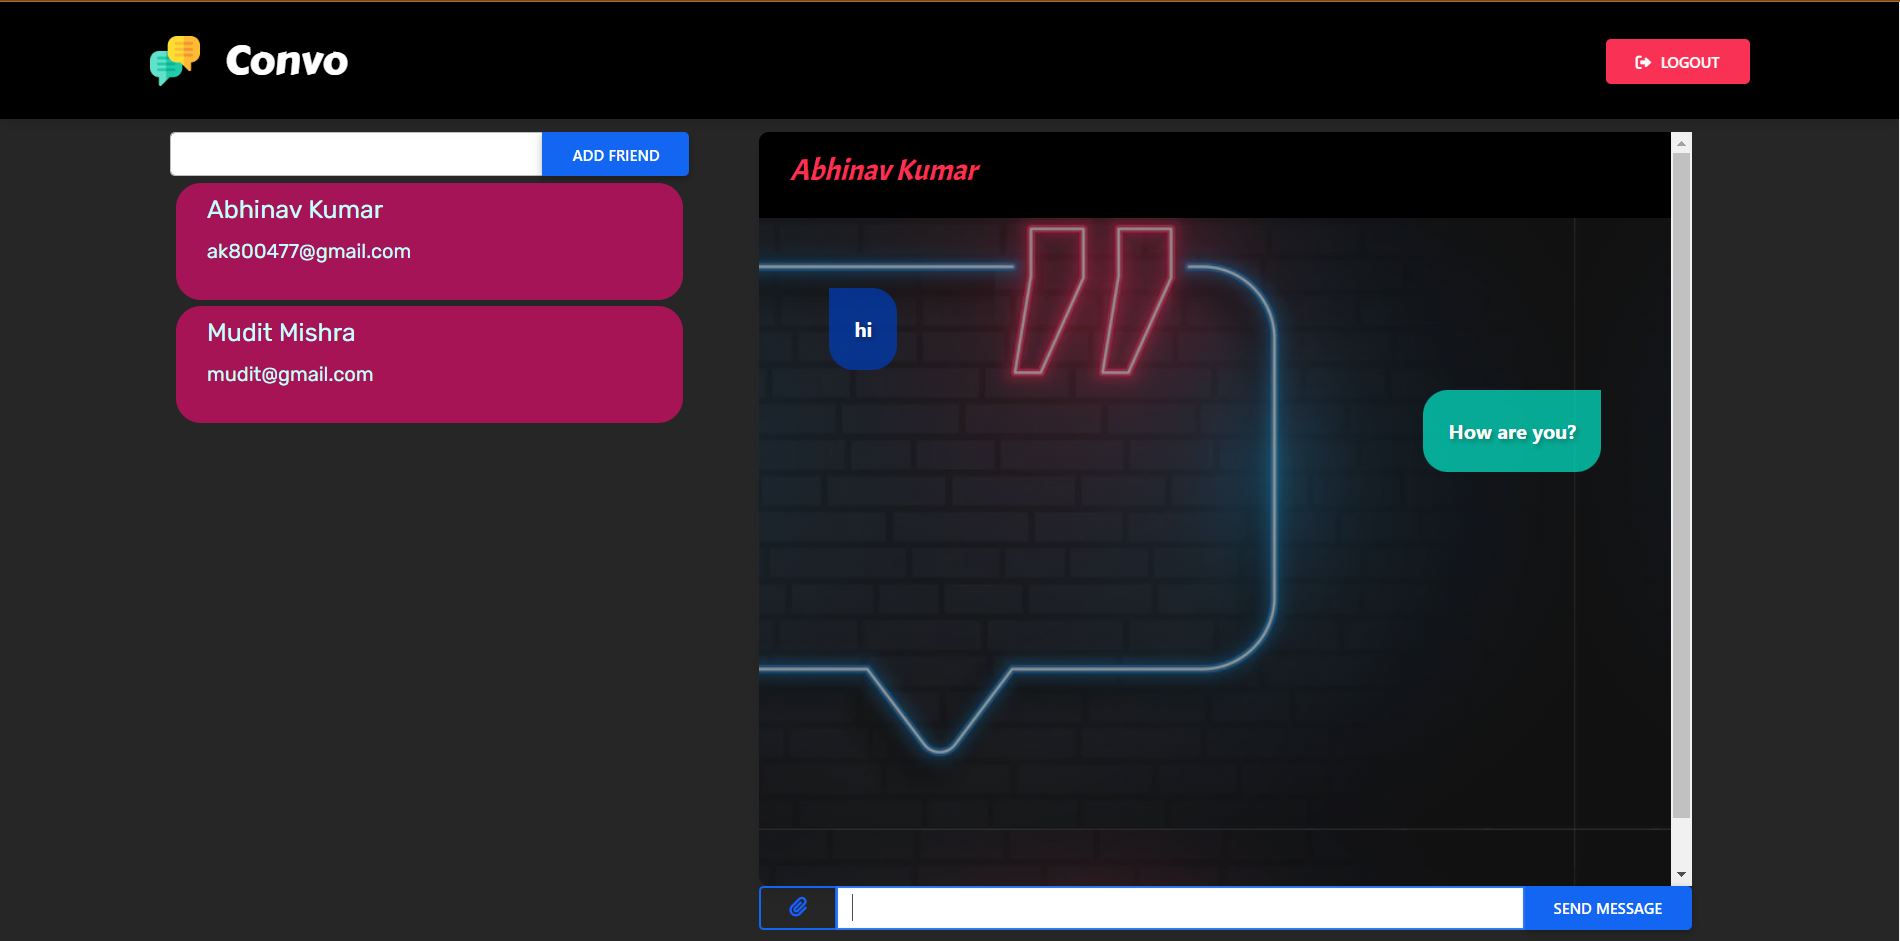 Convo
LOGOUT
ADD FRIEND
Abhinav Kumar
ak800477@gmail.com
Mudit Mishra
mudit@gmail.com
Abhinav Kumar
hi
How are you?
SEND MESSAGE